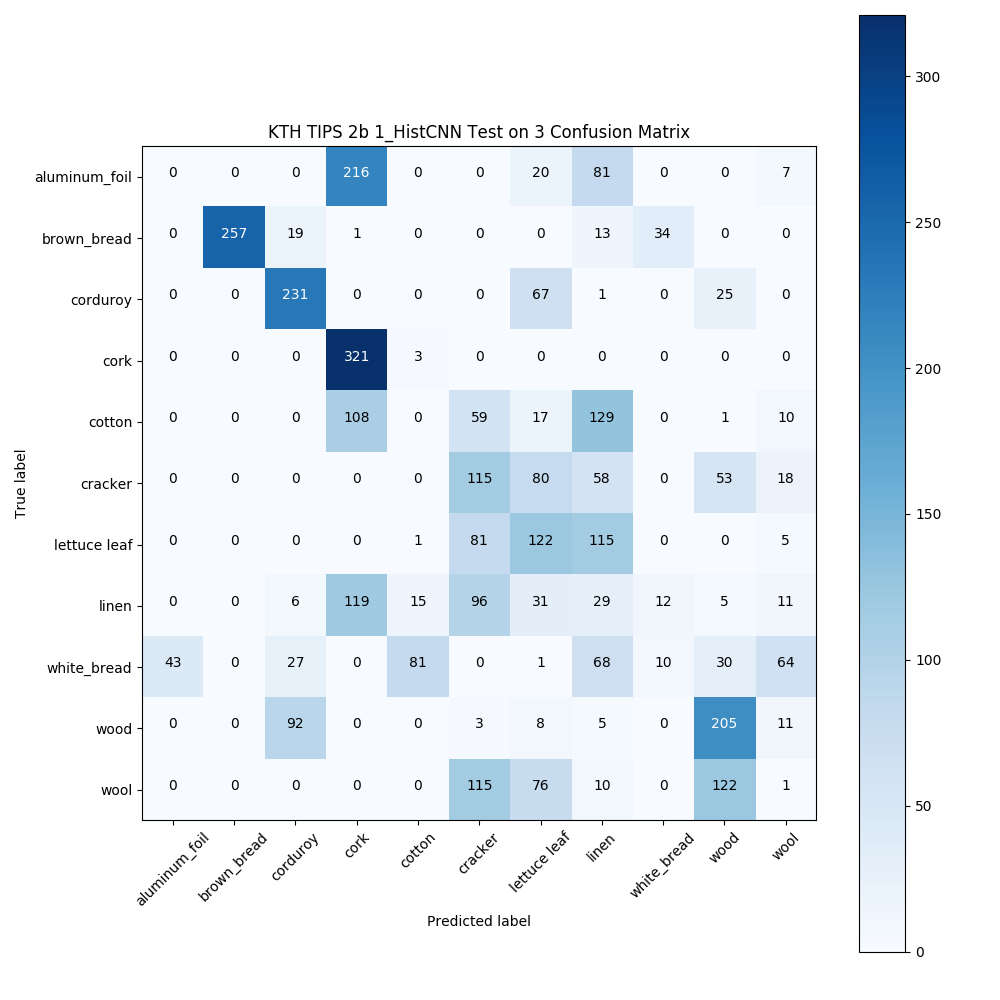 KTH TIPS 2b 1_HistCNN Test on 3 Confusion Matrix
aluminum_foil 0 0 0 216 0 0 20 81 0 0 7
brown_bread 0 257 19 1 0 0 0 13 34 0 0
corduroy 0 0 231 0 0 0 67 1 0 25 0
cork 0 0 0 321 3 0 0 0 0 0 0
cotton 0 0 0 108 0 59 17 129 0 1 10
cracker 0 0 0 0 0 115 80 58 0 53 18
lettuce leaf 0 0 0 0 1 81 122 115 0 0 5
linen 0 0 6 119 15 96 31 29 12 5 11
white_bread 43 0 27 0 81 0 1 68 10 30 64
wood 0 0 92 0 0 3 8 5 0 205 11
wool 0 0 0 0 0 115 76 10 0 122 1
True label
aluminum_foil brown_bread corduroy cork cotton cracker lettuce leaf linen white_bread wood wool
Predicted label
300
250
200
150
100
50
0